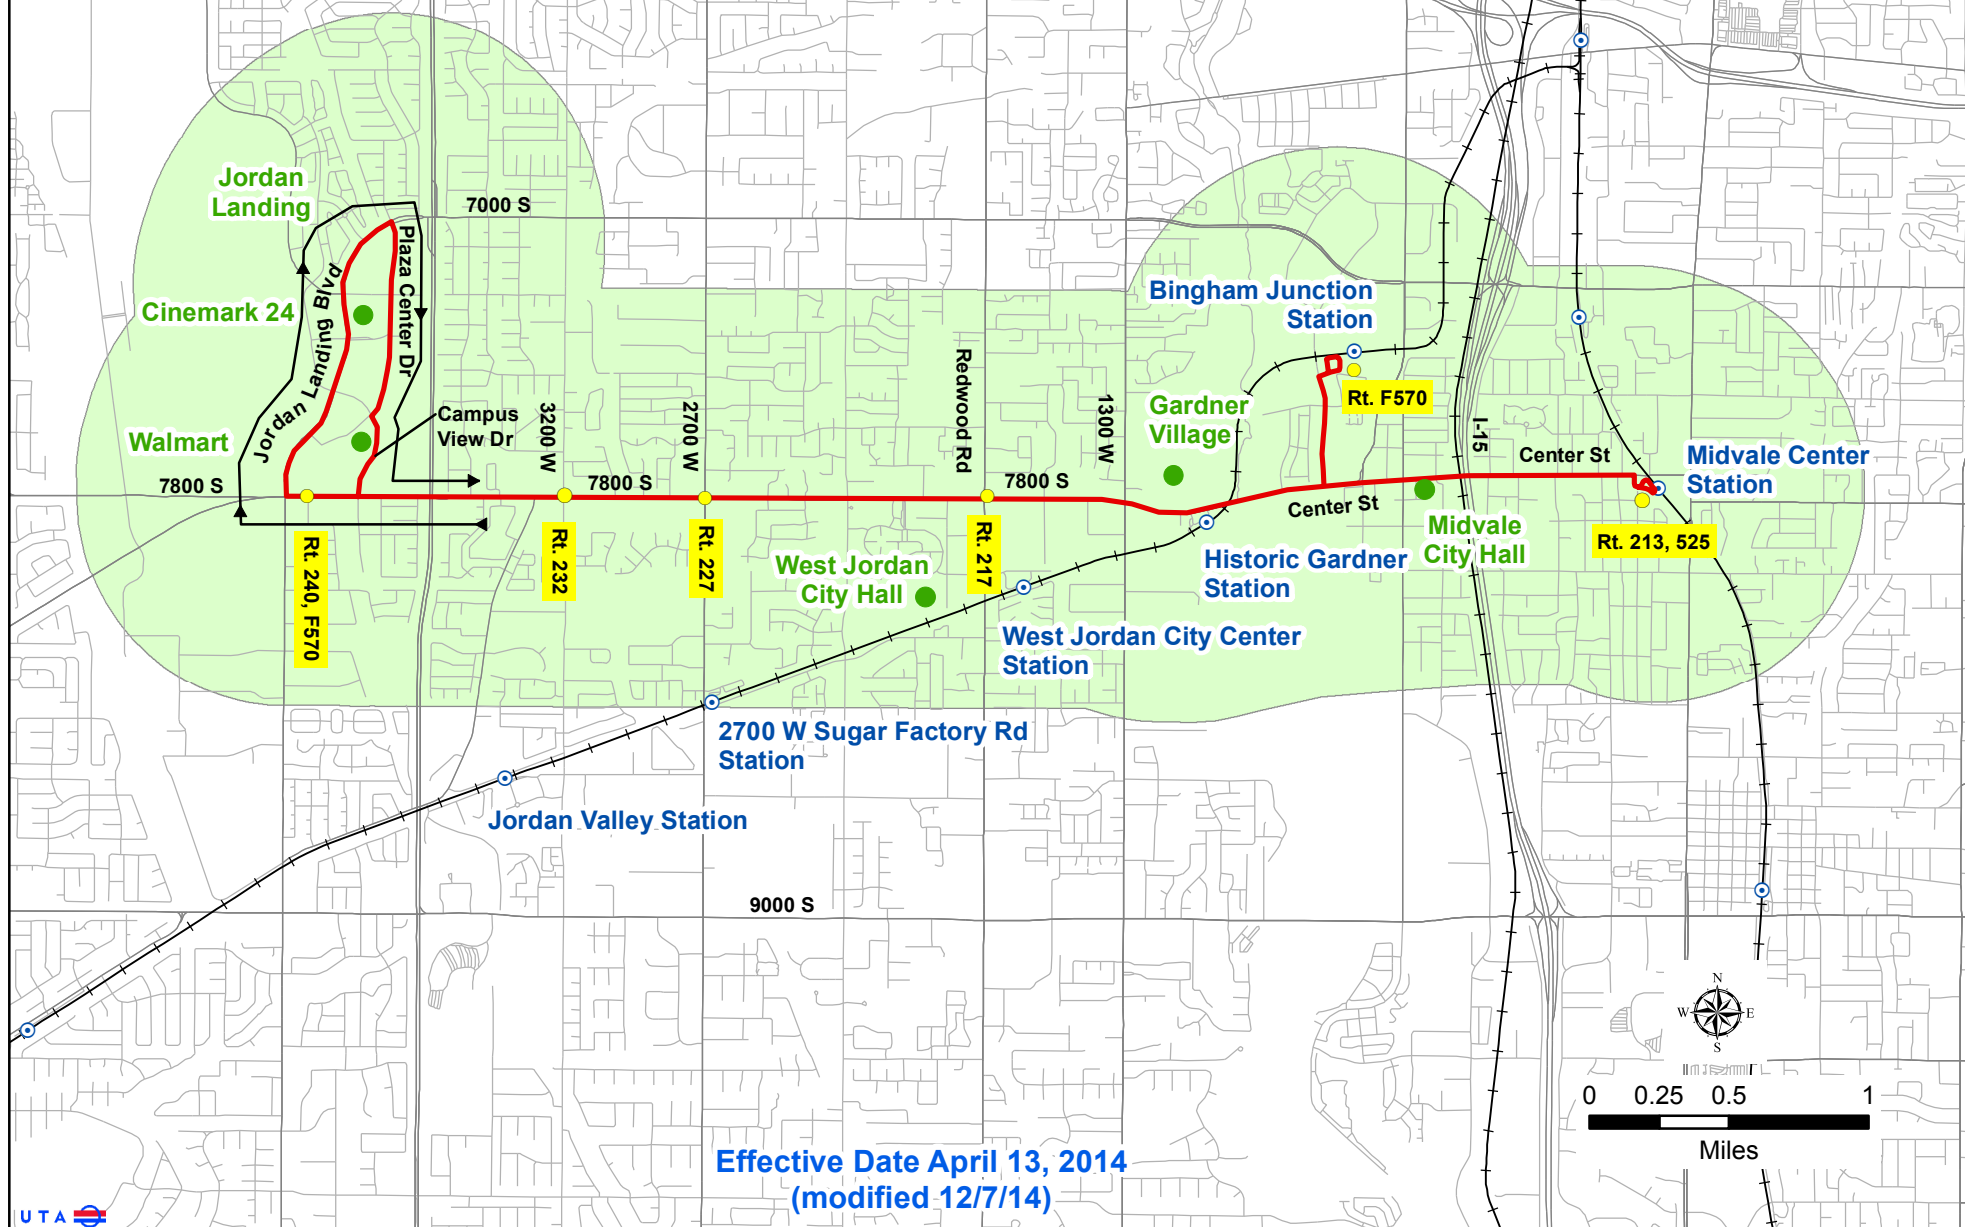 Jordan
Landing
7000 S
Plaza Center Dr
Jordan Landing Blvd
Cinemark 24
Bingham Junction
Station
Redwood Rd
Rt. F570
Campus
View Dr
3200 W
2700 W
1300 W
Gardner
Village
I-15
Walmart
7800 S
7800 S
7800 S
Center St
Center St
Midvale Center
Station
Rt. 240, F570
Rt. 232
Rt. 227
Rt. 217
West Jordan
City Hall
Historic Gardner
Station
Midvale
City Hall
Rt. 213, 525
West Jordan City Center
Station
2700 W Sugar Factory Rd
Station
Jordan Valley Station
9000 S
N
W E
S
0 0.25 0.5 1
Miles
Effective Date April 13, 2014
(modified 12/7/14)
UTA